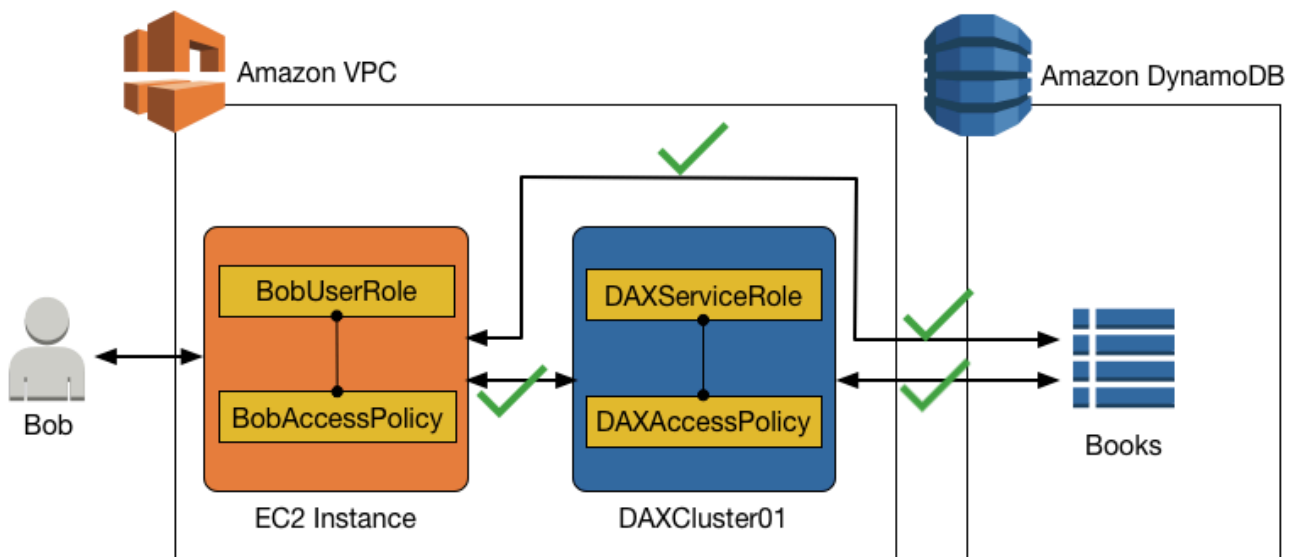 Amazon VPC
Amazon DynamoDB
BobUserRole
DAXServiceRole
BobAccessPolicy
DAXAccessPolicy
Bob
Books
EC2 Instance
DAXCluster01